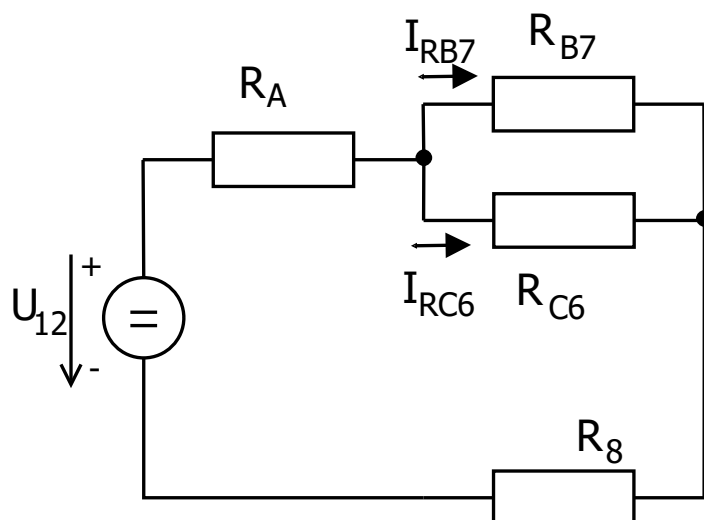 I_RB7
R_B7
R_A
I_RC6
R_C6
U_12
+
=
-
R_8